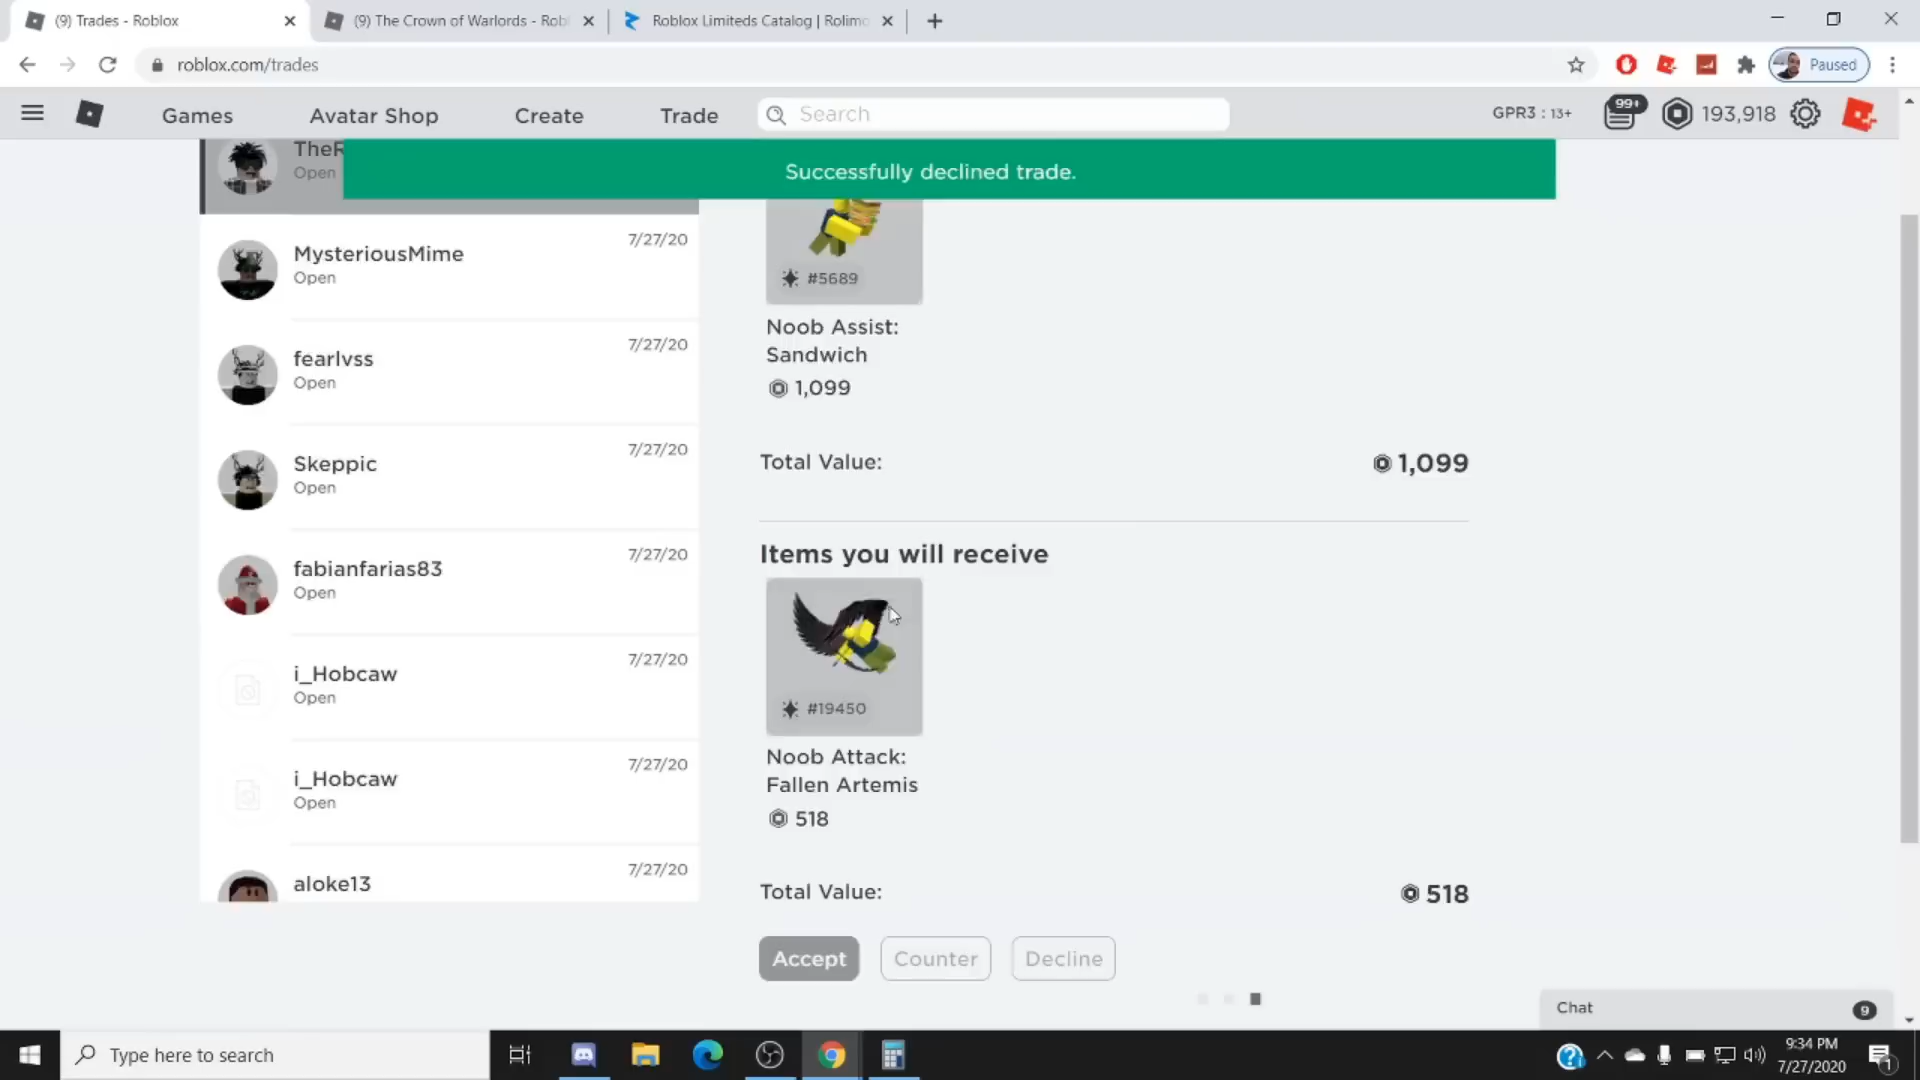 (9) Trades - Roblox
(9) The Crown of Warlords - Rob
Roblox Limiteds Catalog | Rolimo
roblox.com/trades
Paused
Games
Avatar Shop
Create
Trade
Search
GPR3 : 13+
99+
193,918
TheR
Open
Successfully declined trade.
MysteriousMime
Open
7/27/20
fearlvss
Open
7/27/20
Skeppic
Open
7/27/20
fabianfarias83
Open
7/27/20
i_Hobcaw
Open
7/27/20
i_Hobcaw
Open
7/27/20
aloke13
7/27/20
#5689
Noob Assist:
Sandwich
1,099
Total Value:
1,099
Items you will receive
#19450
Noob Attack:
Fallen Artemis
518
Total Value:
518
Accept
Counter
Decline
Chat
9
Type here to search
9:34 PM
7/27/2020
1